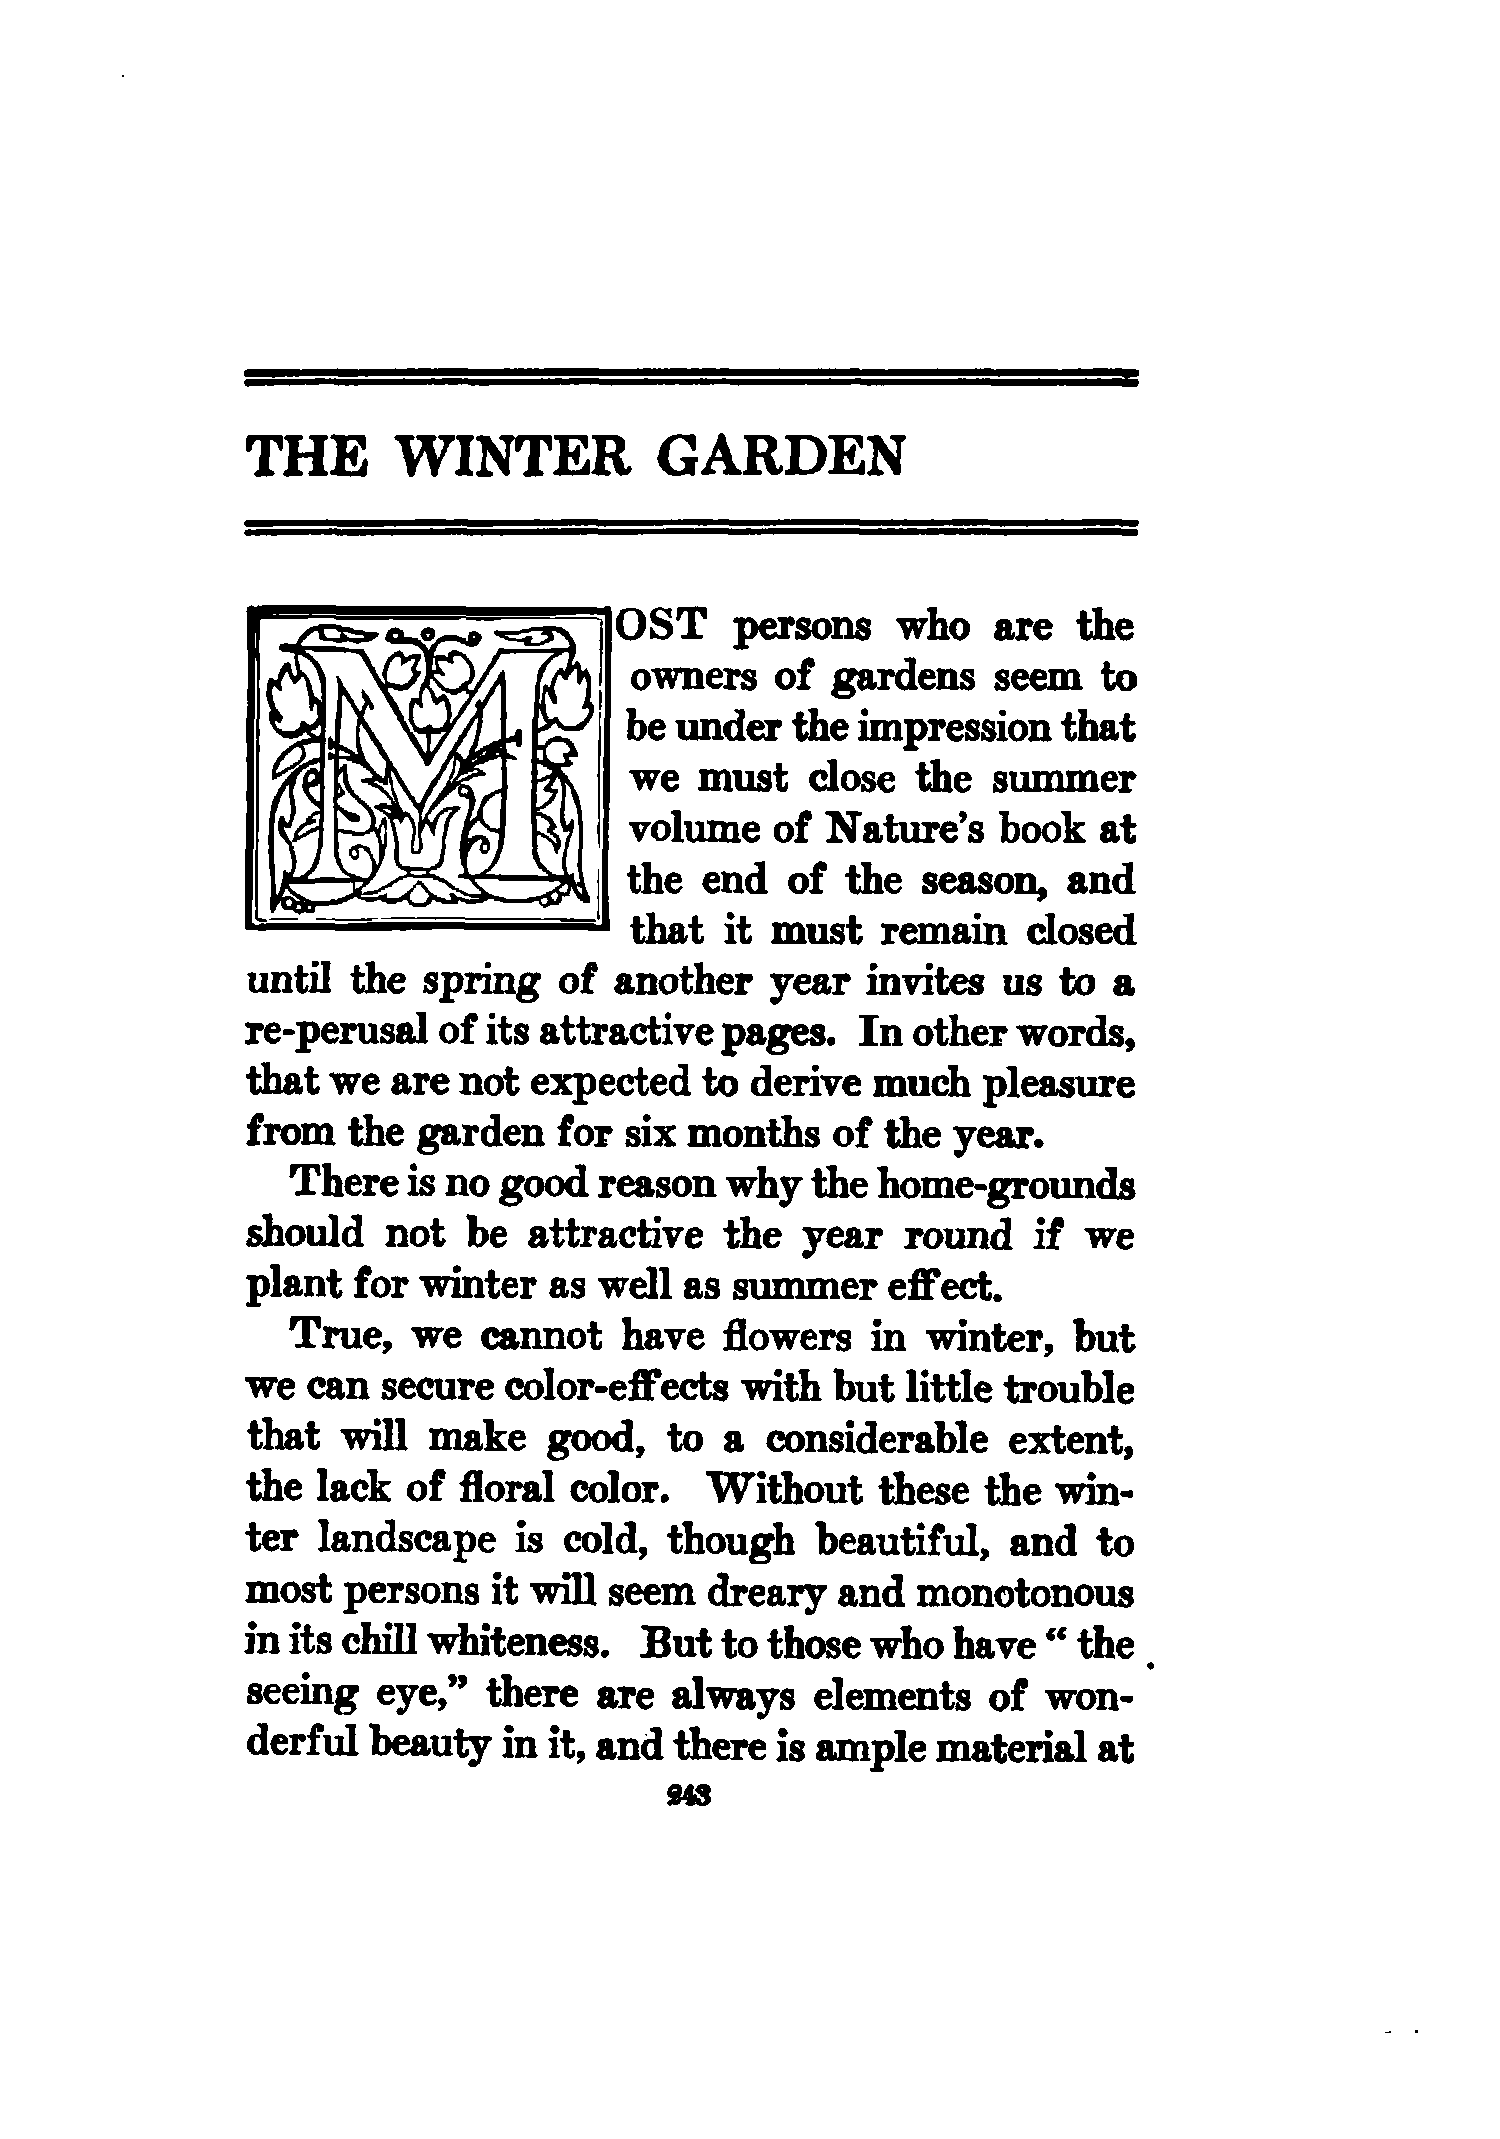 THE WINTER GARDEN
MOST persons who are the
owners of gardens seem to
be under the impression that
we must close the summer
volume of Nature's book at
the end of the season, and
that it must remain closed
until the spring of another year invites us to a
re-perusal of its attractive pages. In other words,
that we are not expected to derive much pleasure
from the garden for six months of the year.
There is no good reason why the home-grounds
should not be attractive the year round if we
plant for winter as well as summer effect.
True, we cannot have flowers in winter, but
we can secure color-effects with but little trouble
that will make good, to a considerable extent,
the lack of floral color. Without these the win-
ter landscape is cold, though beautiful, and to
most persons it will seem dreary and monotonous
in its chill whiteness. But to those who have “ the
seeing eye,” there are always elements of won-
derful beauty in it, and there is ample material at
243